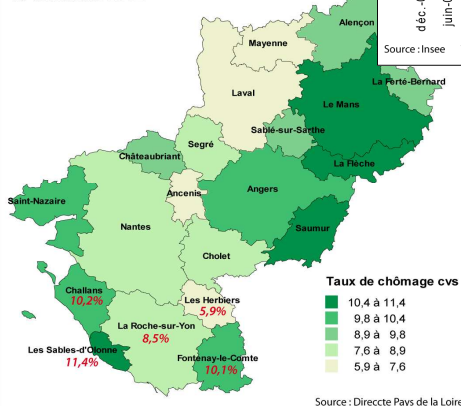 Alençon
déc.-
juin-0
Source : Insee
Mayenne
La Ferté-Bernard
Laval
Le Mans
Sablé-sur-Sarthe
Segré
Châteaubriant
La Flèche
Ancenis
Angers
Saint-Nazaire
Saumur
Nantes
Cholet
Taux de chômage cvs
10,4 à 11,4
9,8 à 10,4
8,9 à 9,8
7,6 à 8,9
5,9 à 7,6
Challans
10,2%
Les Herbiers
5,9%
La Roche-sur-Yon
8,5%
Les Sables-d'Olonne
11,4%
Fontenay-le-Comte
10,1%
Source : Direccte Pays de la Loire